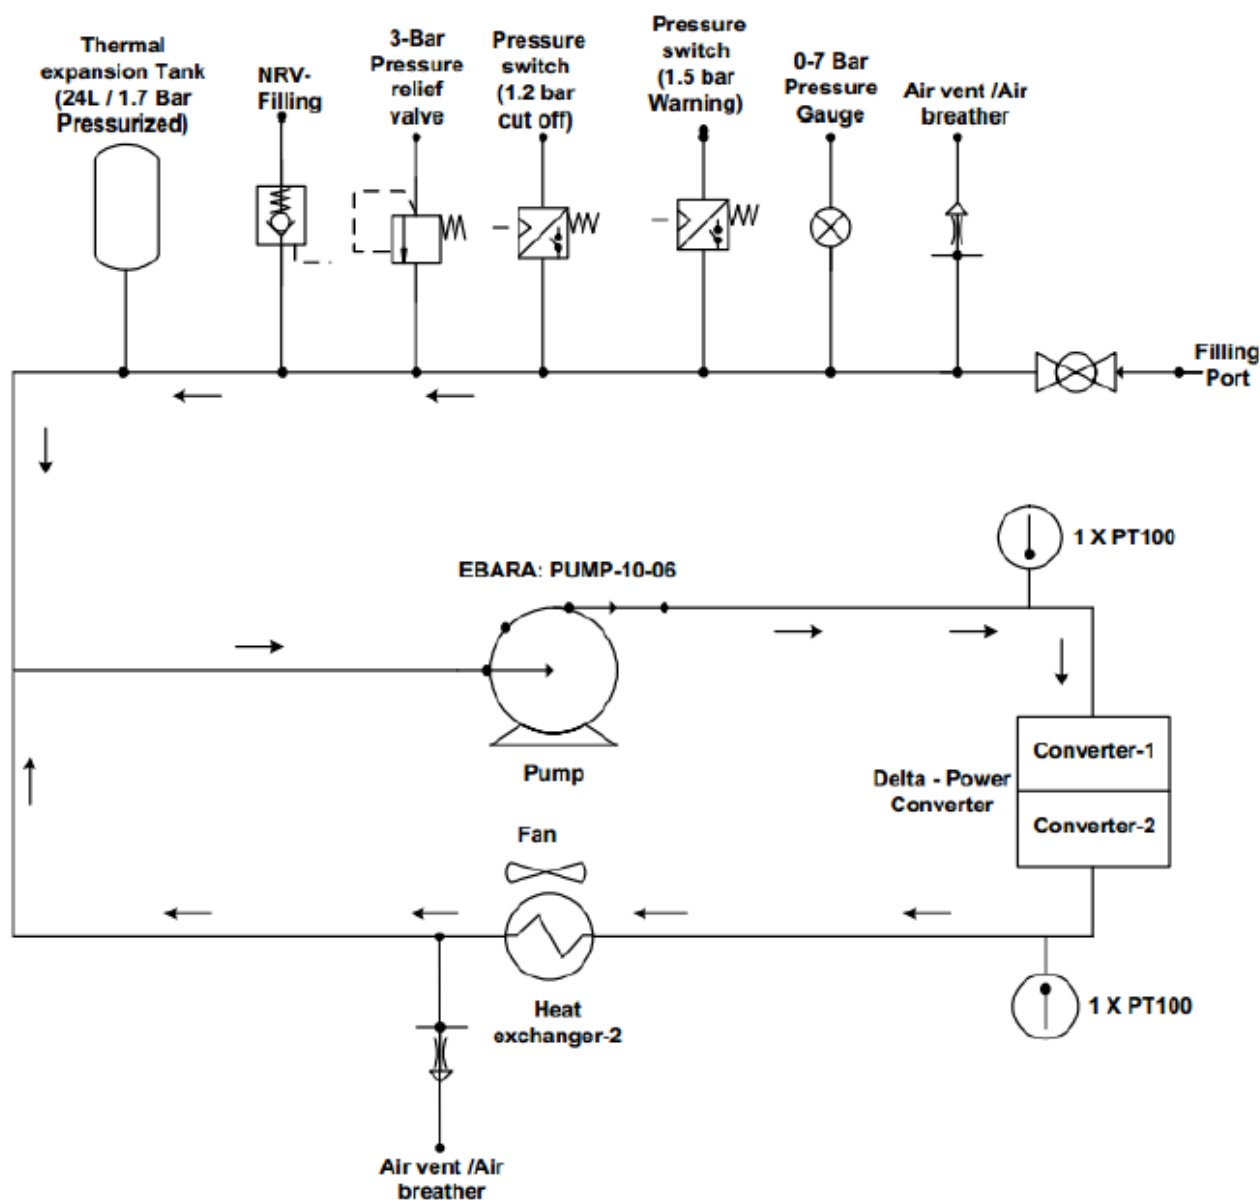 Thermal
expansion Tank
(24L / 1.7 Bar
Pressurized)
NRV-
Filling
3-Bar
Pressure
relief
valve
Pressure
switch
(1.2 bar
cut off)
Pressure
switch
(1.5 bar
Warning)
0-7 Bar
Pressure
Gauge
Air vent /Air
breather
Filling
Port
1 X PT100
EBARA: PUMP-10-06
Pump
Delta - Power
Converter
Converter-1
Converter-2
Fan
Heat
exchanger-2
1 X PT100
Air vent /Air
breather